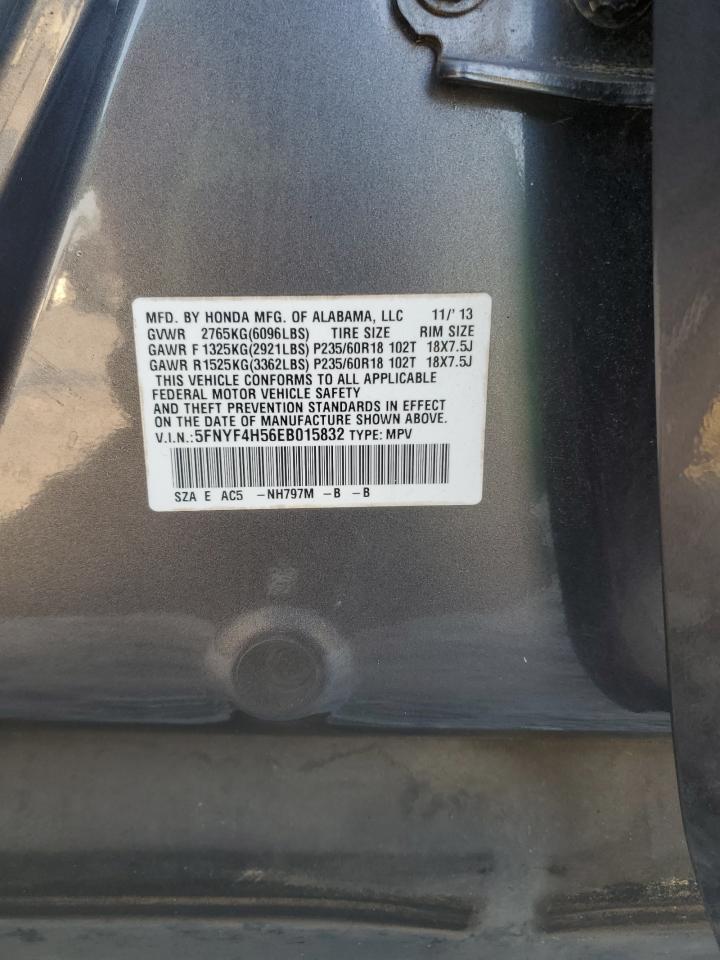 MFD. BY HONDA MFG. OF ALABAMA, LLC 11/'13
GVWR 2765KG(6096LBS) TIRE SIZE RIM SIZE
GAWR F1325KG(2921LBS) P235/60R18 102T 18X7.5J
GAWR R1525KG(3362LBS) P235/60R18 102T 18X7.5J
THIS VEHICLE CONFORMS TO ALL APPLICABLE
FEDERAL MOTOR VEHICLE SAFETY
AND THEFT PREVENTION STANDARDS IN EFFECT
ON THE DATE OF MANUFACTURE SHOWN ABOVE.
V.I.N.:5FNYF4H56EB015832 TYPE: MPV
SZA E AC5 -NH797M -B -B